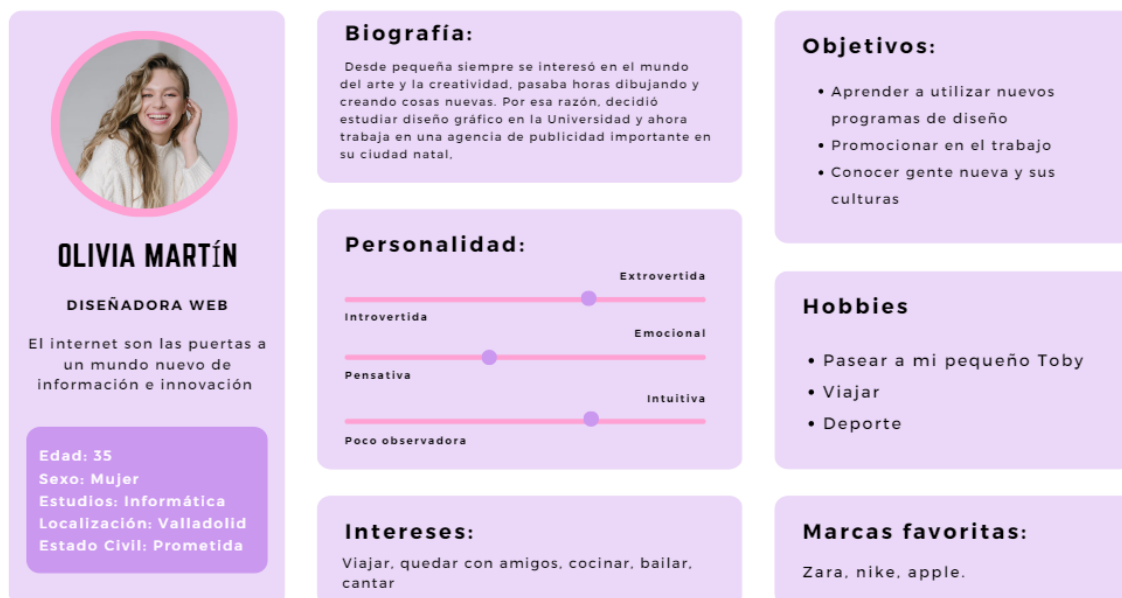 OLIVIA MARTÍN
DISEÑADORA WEB
El internet son las puertas a
un mundo nuevo de
información e innovación
Edad: 35
Sexo: Mujer
Estudios: Informática
Localización: Valladolid
Estado Civil: Prometida
Biografía:
Desde pequeña siempre se interesó en el mundo
del arte y la creatividad, pasaba horas dibujando y
creando cosas nuevas. Por esa razón, decidió
estudiar diseño gráfico en la Universidad y ahora
trabaja en una agencia de publicidad importante en
su ciudad natal,
Personalidad:
Extrovertida
Introvertida
Emocional
Pensativa
Intuitiva
Poco observadora
Intereses:
Viajar, quedar con amigos, cocinar, bailar,
cantar
Objetivos:
• Aprender a utilizar nuevos
programas de diseño
• Promocionar en el trabajo
• Conocer gente nueva y sus
culturas
Hobbies
• Pasear a mi pequeño Toby
• Viajar
• Deporte
Marcas favoritas:
Zara, nike, apple.